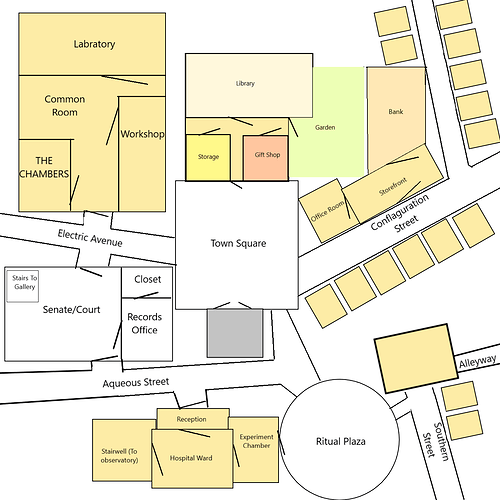 Labratory
Common
Room
Workshop
THE
CHAMBERS
Library
Garden
Bank
Storage
Gift Shop
Office Room
Storefront
Conflaguration
Street
Electric Avenue
Town Square
Stairs To
Gallery
Senate/Court
Closet
Records
Office
Aqueous Street
Alleyway
Southern
Street
Reception
Stairwell (To
observatory)
Hospital Ward
Experiment
Chamber
Ritual Plaza